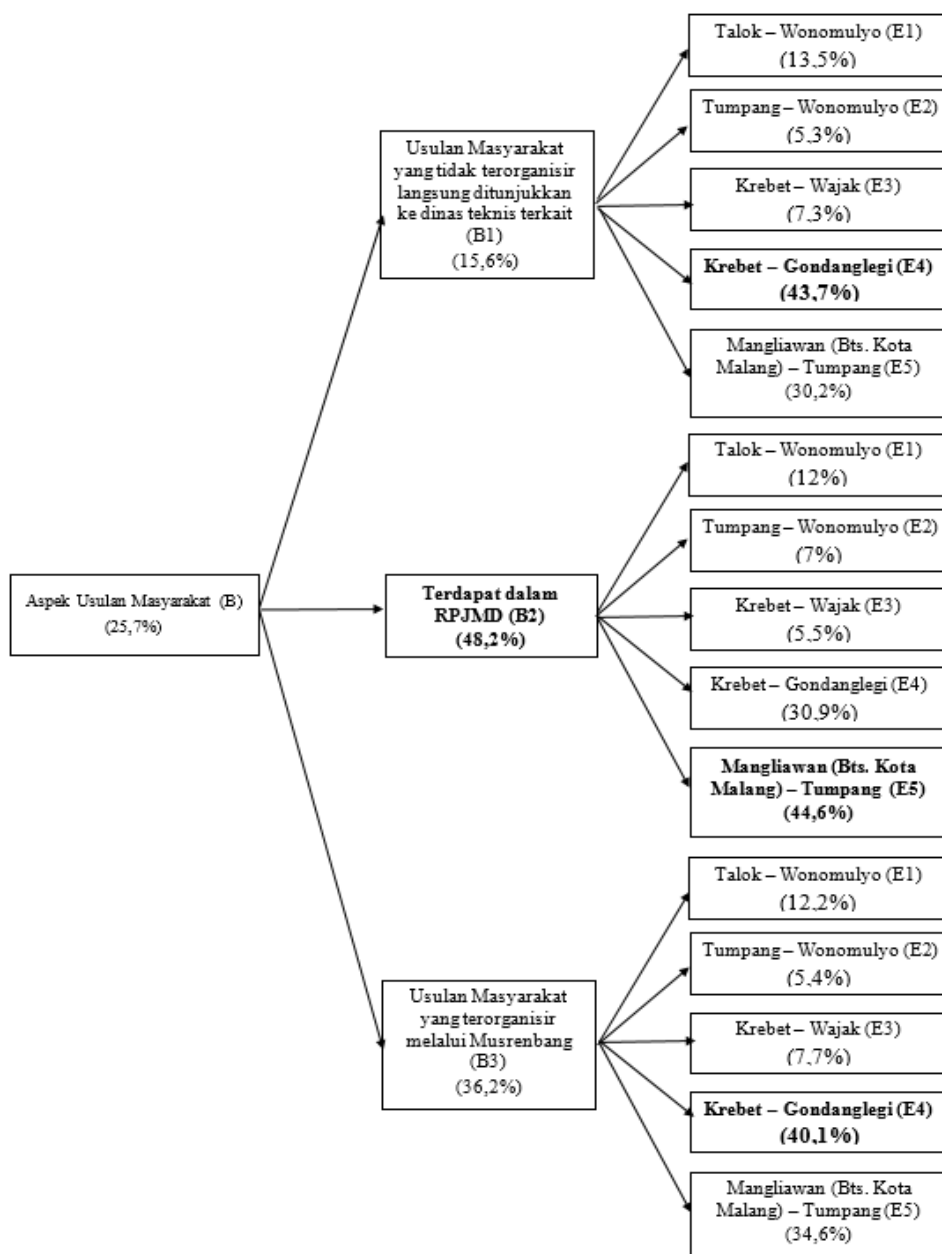 Talok – Wonomulyo (E1)
(13,5%)
Tumpang – Wonomulyo (E2)
(5,3%)
Krebet – Wajak (E3)
(7,3%)
Krebet – Gondanglegi (E4)
(43,7%)
Mangliawan (Bts. Kota
Malang) – Tumpang (E5)
(30,2%)
Usulan Masyarakat
yang tidak terorganisir
langsung ditunjukkan
ke dinas teknis terkait
(B1)
(15,6%)
Talok – Wonomulyo (E1)
(12%)
Tumpang – Wonomulyo (E2)
(7%)
Krebet – Wajak (E3)
(5,5%)
Krebet – Gondanglegi (E4)
(30,9%)
Mangliawan (Bts. Kota
Malang) – Tumpang (E5)
(44,6%)
Aspek Usulan Masyarakat (B)
(25,7%)
Terdapat dalam
RPJMD (B2)
(48,2%)
Talok – Wonomulyo (E1)
(12,2%)
Tumpang – Wonomulyo (E2)
(5,4%)
Krebet – Wajak (E3)
(7,7%)
Krebet – Gondanglegi (E4)
(40,1%)
Mangliawan (Bts. Kota
Malang) – Tumpang (E5)
(34,6%)
Usulan Masyarakat
yang terorganisir
melalui Musrenbang
(B3)
(36,2%)